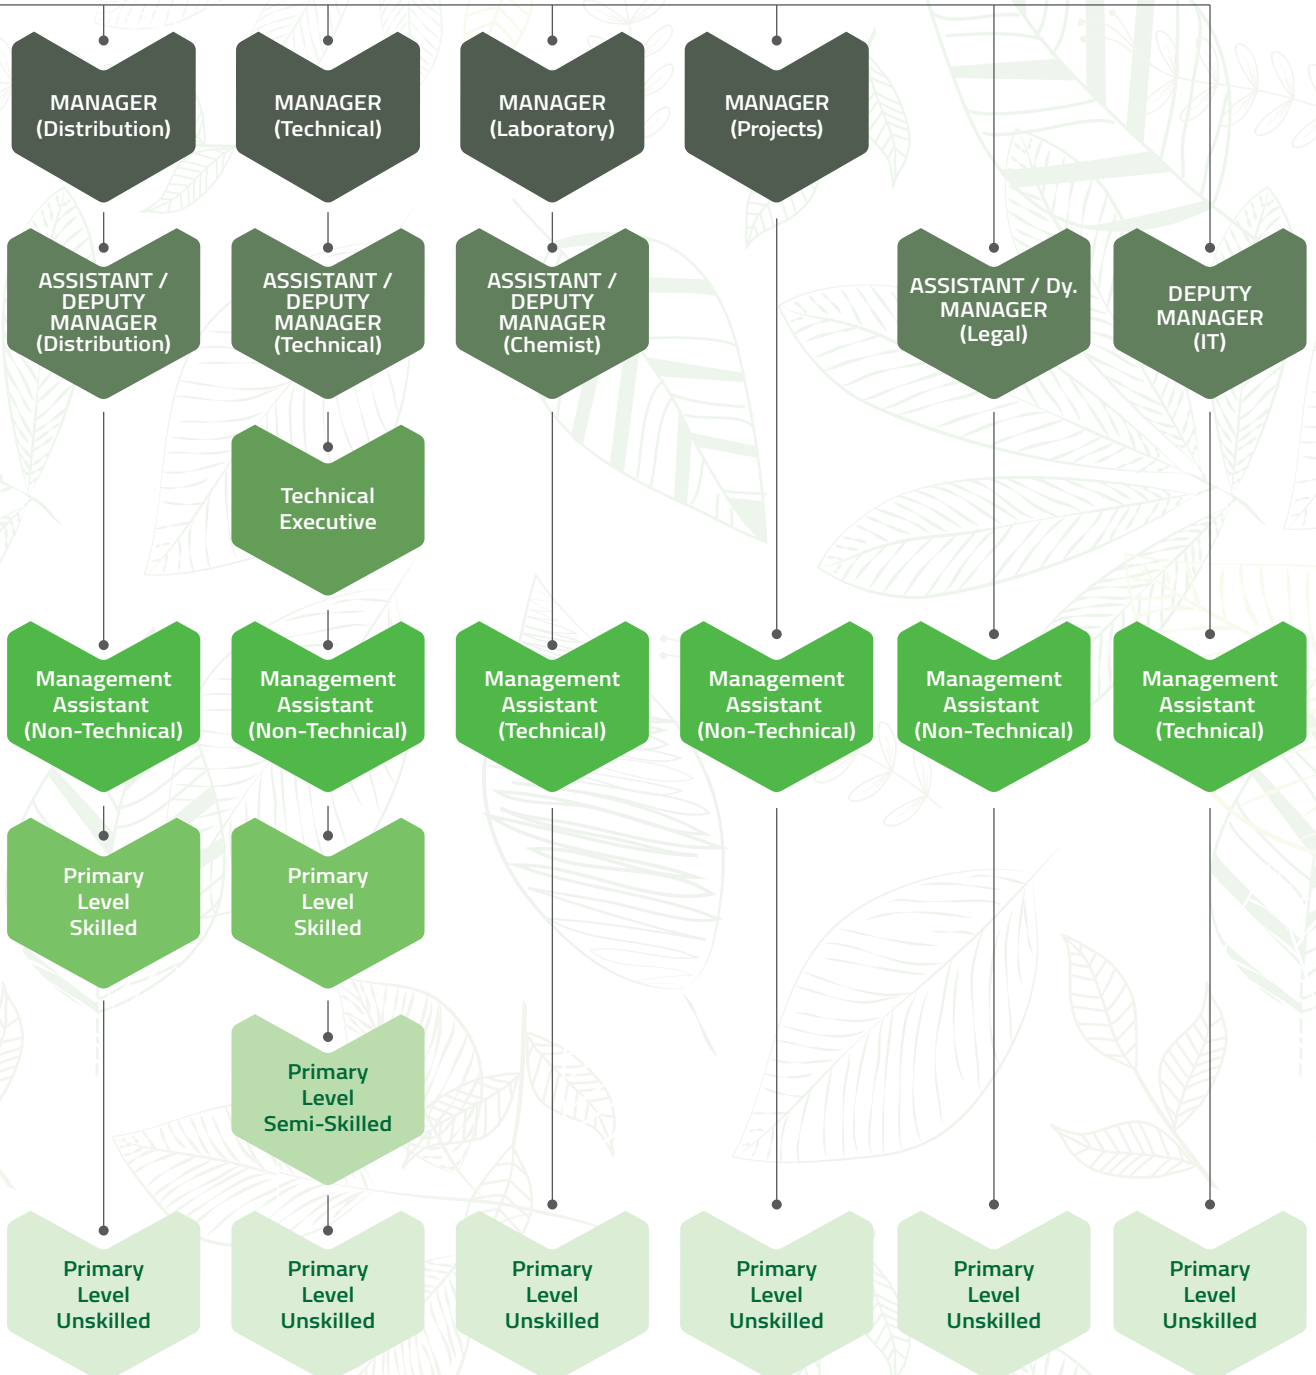 MANAGER
(Distribution)
MANAGER
(Technical)
MANAGER
(Laboratory)
MANAGER
(Projects)
ASSISTANT /
DEPUTY
MANAGER
(Distribution)
ASSISTANT /
DEPUTY
MANAGER
(Technical)
ASSISTANT /
DEPUTY
MANAGER
(Chemist)
ASSISTANT / Dy.
MANAGER
(Legal)
DEPUTY
MANAGER
(IT)
Technical
Executive
Management
Assistant
(Non-Technical)
Management
Assistant
(Non-Technical)
Management
Assistant
(Technical)
Management
Assistant
(Non-Technical)
Management
Assistant
(Non-Technical)
Management
Assistant
(Technical)
Primary
Level
Skilled
Primary
Level
Skilled
Primary
Level
Semi-Skilled
Primary
Level
Unskilled
Primary
Level
Unskilled
Primary
Level
Unskilled
Primary
Level
Unskilled
Primary
Level
Unskilled
Primary
Level
Unskilled